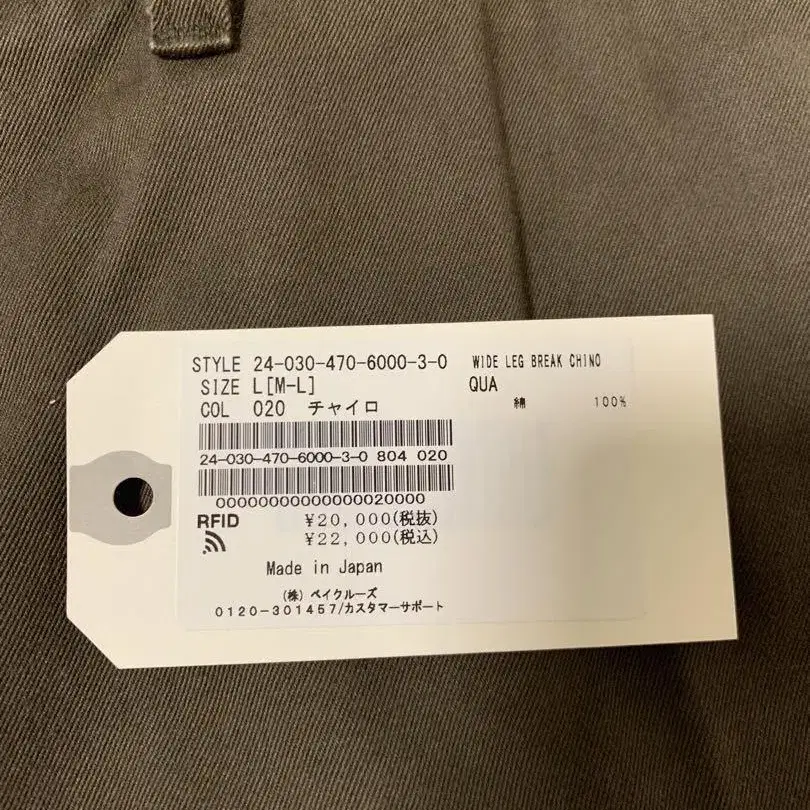 STYLE 24-030-470-6000-3-0 WIDE LEG BREAK CHINO
SIZE L[M-L] QUA
COL 020 チャイロ 綿 100%
24-030-470-6000-3-0 804 020
00000000000000020000
RFID ¥20,000(税抜)
¥22,000(税込)
Made in Japan
(株) ベイクルーズ
0120-301457/カスタマーサポート